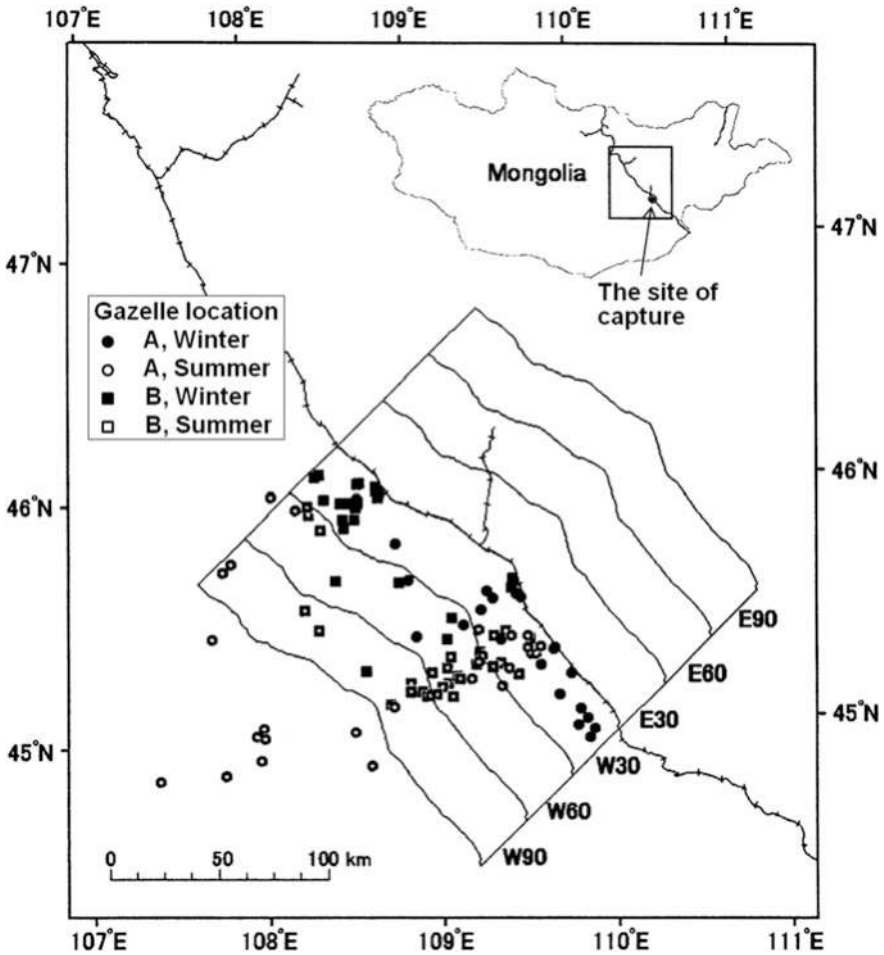 107°E 108°E 109°E 110°E 111°E
Mongolia
47°N
47°N
The site of
capture
Gazelle location
A, Winter
A, Summer
B, Winter
B, Summer
46°N
46°N
E90
E60
E30
W30
W60
W90
45°N
45°N
0 50 100 km
107°E 108°E 109°E 110°E 111°E